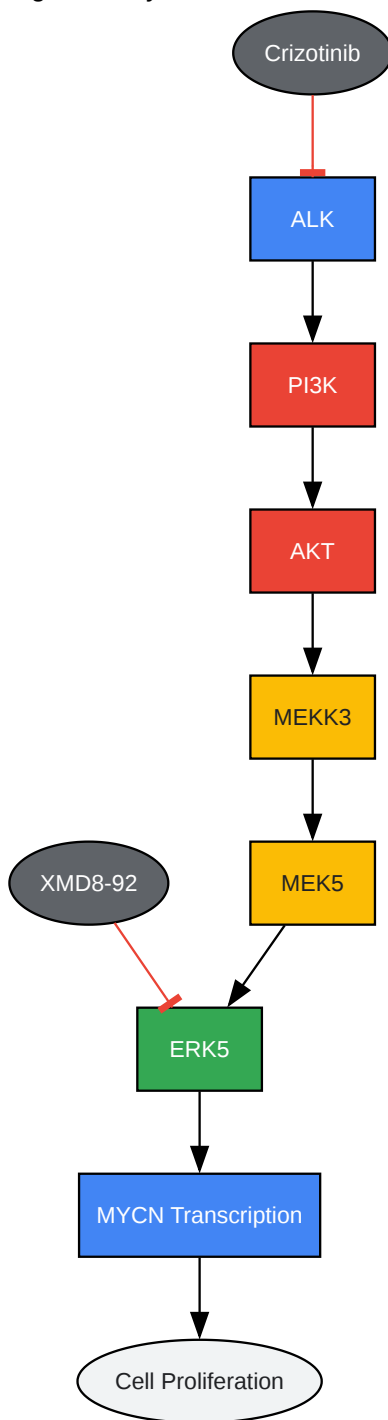 Crizotinib
ALK
PI3K
AKT
MEKK3
XMD8-92
MEK5
ERK5
MYCN Transcription
Cell Proliferation